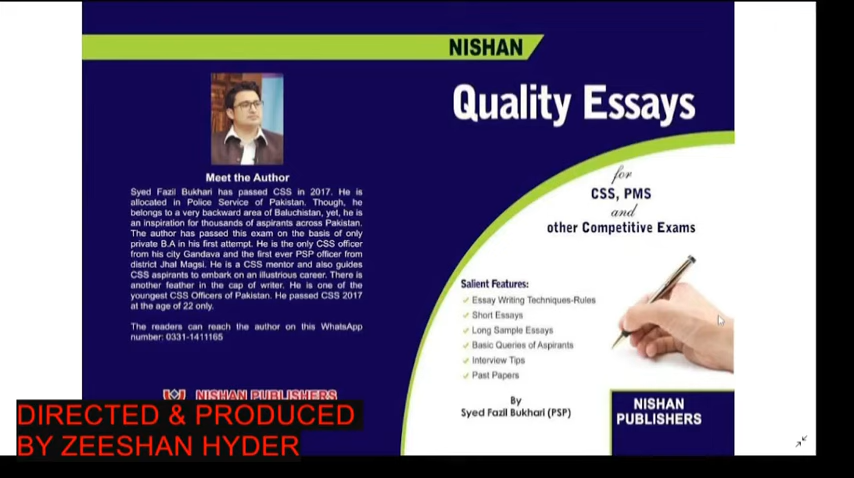 NISHAN
Quality Essays
for
CSS, PMS
and
other Competitive Exams
Salient Features:
Essay Writing Techniques-Rules
Short Essays
Long Sample Essays
Basic Queries of Aspirants
Interview Tips
Past Papers
By
Syed Fazil Bukhari (PSP)
NISHAN
PUBLISHERS
Meet the Author
Syed Fazil Bukhari has passed CSS in 2017. He is
allocated in Police Service of Pakistan. Though, he
belongs to a very backward area of Baluchistan, yet, he is
an inspiration for thousands of aspirants across Pakistan.
The author has passed this exam on the basis of only
private B.A in his first attempt. He is the only CSS officer
from his city Gandava and the first ever PSP officer from
district Jhal Magsi. He is a CSS mentor and also guides
CSS aspirants to embark on an illustrious career. There is
another feather in the cap of writer. He is one of the
youngest CSS Officers of Pakistan. He passed CSS 2017
at the age of 22 only.
The readers can reach the author on this WhatsApp
number: 0331-1411165
NISHAN PUBLISHERS
DIRECTED & PRODUCED
BY ZEESHAN HYDER